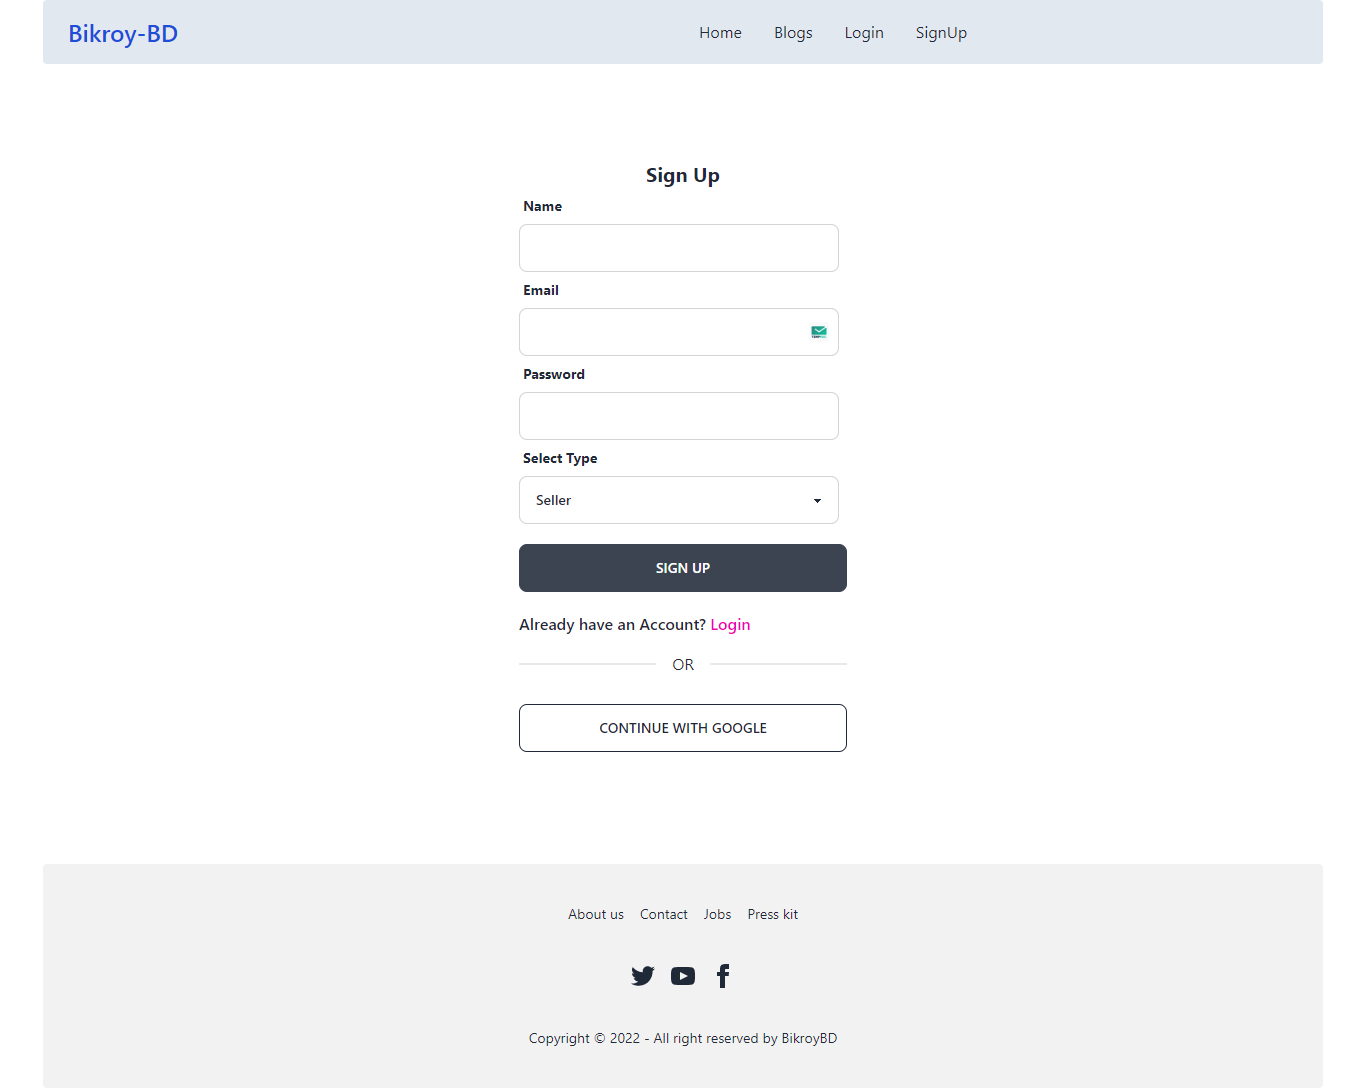 Bikroy-BD Home Blogs Login SignUp
Sign Up
Name
Email
Password
Select Type
Seller
SIGN UP
Already have an Account? Login
OR
CONTINUE WITH GOOGLE
About us Contact Jobs Press kit
Copyright © 2022 - All right reserved by BikroyBD